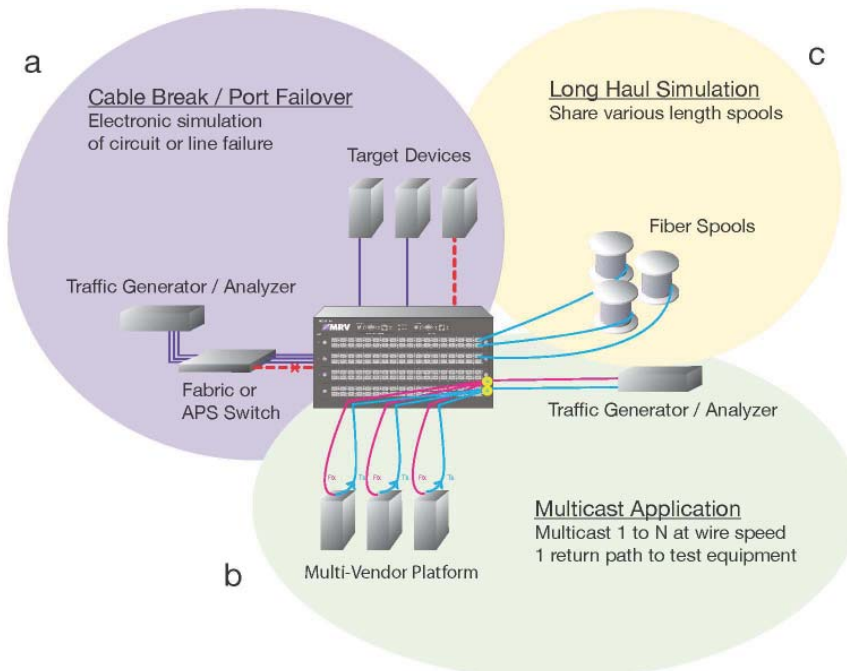 a
Cable Break / Port Failover
Electronic simulation
of circuit or line failure
Target Devices
Traffic Generator / Analyzer
Fabric or
APS Switch
c
Long Haul Simulation
Share various length spools
Fiber Spools
MRV
Traffic Generator / Analyzer
Rx Tx Rx Tx Rx Tx
Multi-Vendor Platform
b
Multicast Application
Multicast 1 to N at wire speed
1 return path to test equipment